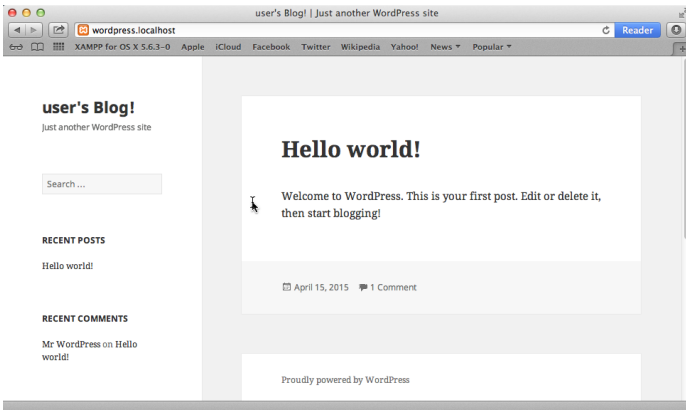 user's Blog! | Just another WordPress site
wordpress.localhost
Reader
XAMPP for OS X 5.6.3-0 Apple iCloud Facebook Twitter Wikipedia Yahoo! News Popular
user's Blog!
Just another WordPress site
Search ...
RECENT POSTS
Hello world!
RECENT COMMENTS
Mr WordPress on Hello
world!
Hello world!
Welcome to WordPress. This is your first post. Edit or delete it,
then start blogging!
April 15, 2015 1 Comment
Proudly powered by WordPress